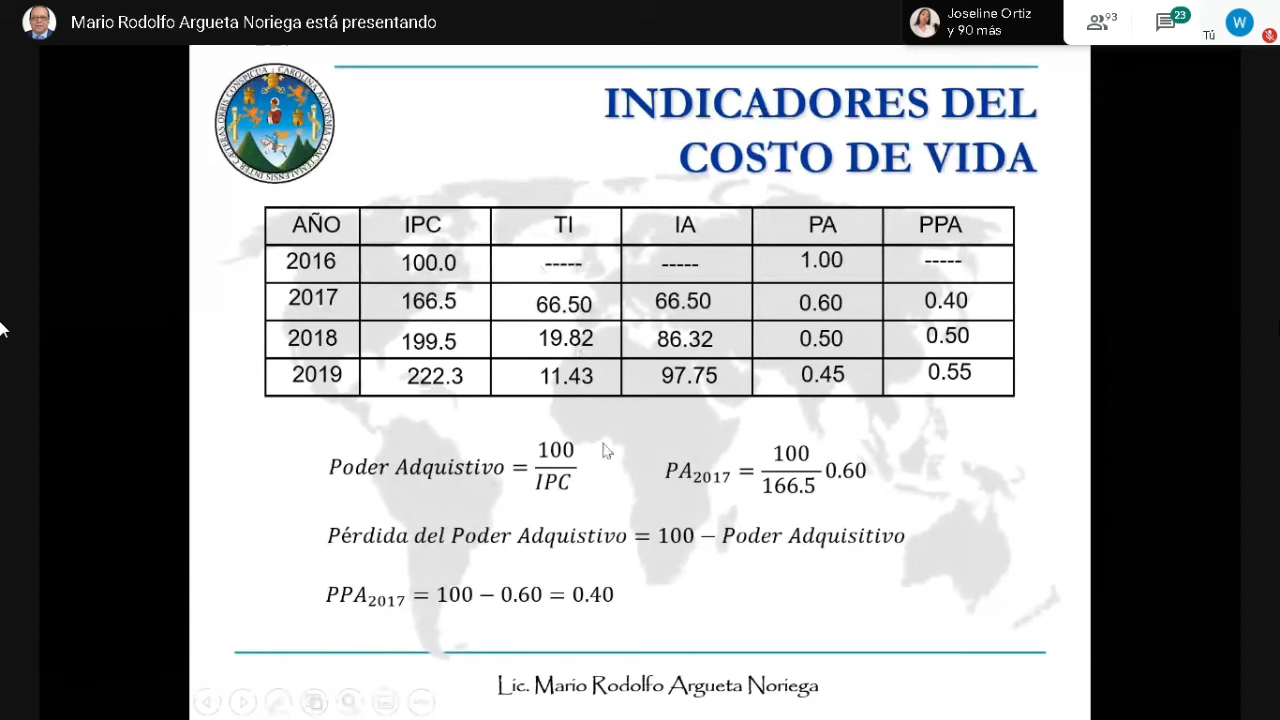 Mario Rodolfo Argueta Noriega está presentando
Joseline Ortiz
y 90 más
93
23
Tú
W
INDICADORES DEL
COSTO DE VIDA
AÑO IPC TI IA PA PPA
2016 100.0 ----- ----- 1.00 -----
2017 166.5 66.50 66.50 0.60 0.40
2018 199.5 19.82 86.32 0.50 0.50
2019 222.3 11.43 97.75 0.45 0.55
Poder Adquistivo = 100 / IPC
PA2017 = 100 / 166.5 0.60
Pérdida del Poder Adquistivo = 100 − Poder Adquisitivo
PPA2017 = 100 − 0.60 = 0.40
Lic. Mario Rodolfo Argueta Noriega